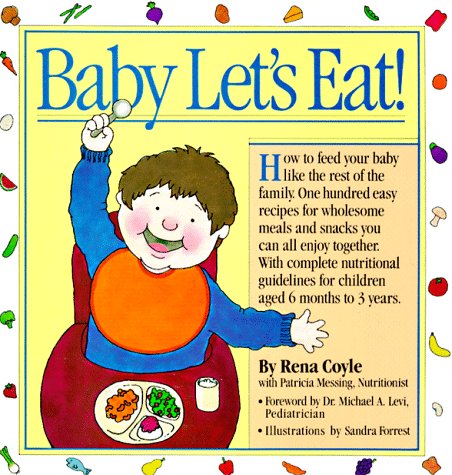 Baby Let's Eat!
How to feed your baby
like the rest of the
family. One hundred easy
recipes for wholesome
meals and snacks you
can all enjoy together.
With complete nutritional
guidelines for children
aged 6 months to 3 years.
By Rena Coyle
with Patricia Messing, Nutritionist
• Foreword by Dr. Michael A. Levi,
Pediatrician
• Illustrations by Sandra Forrest